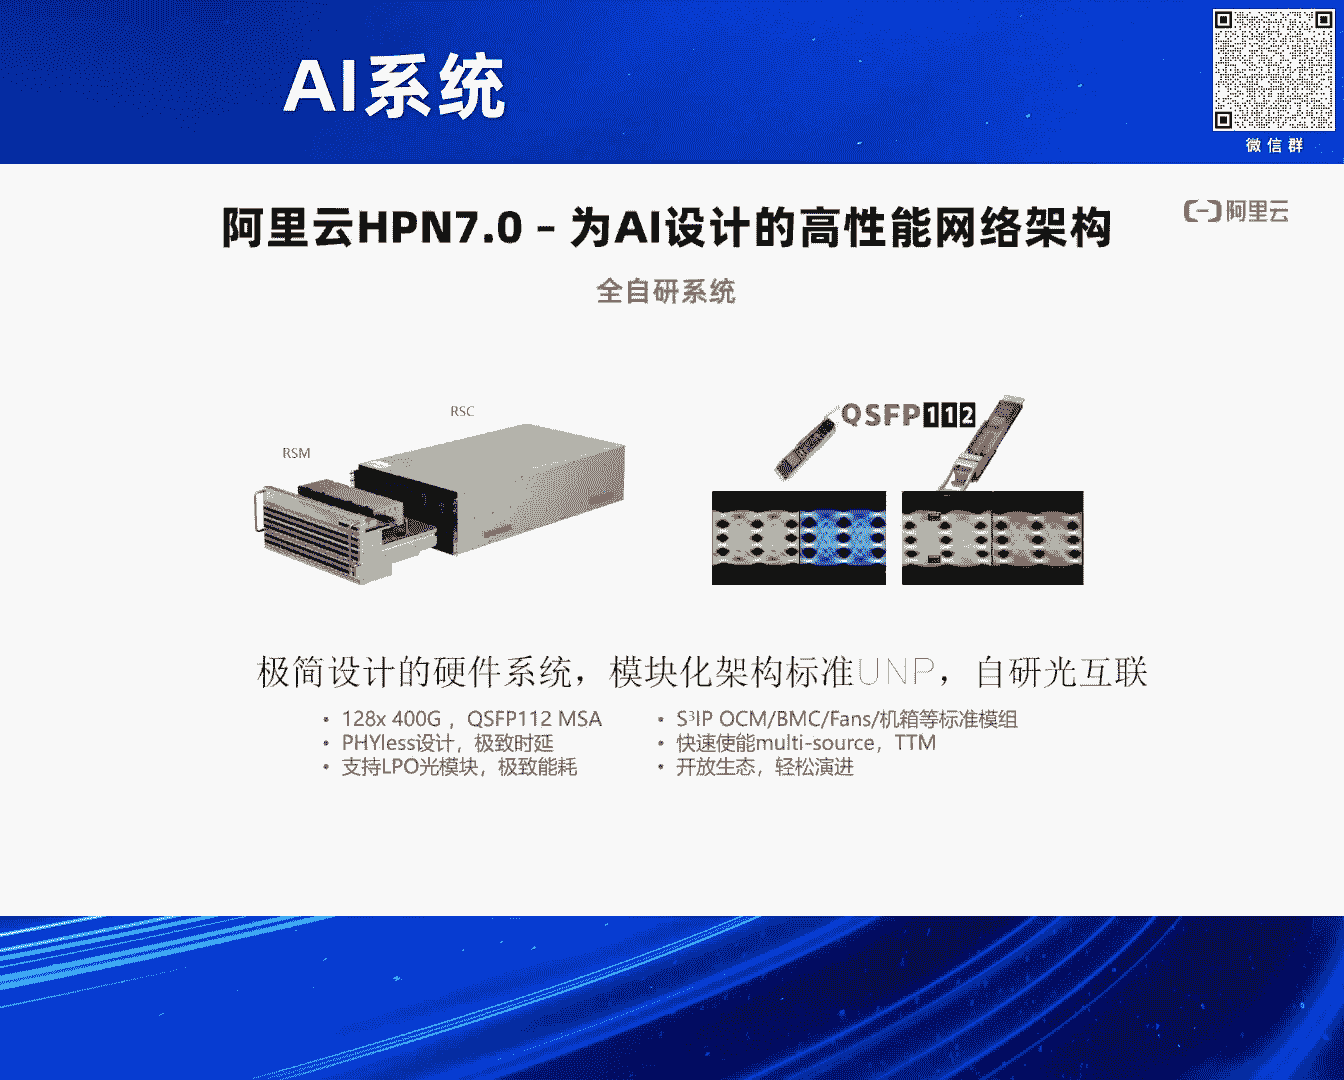 AI系统
微信群
阿里云HPN7.0 – 为AI设计的高性能网络架构
阿里云
全自研系统
RSC
RSM
QSFP112
极简设计的硬件系统，模块化架构标准UNP，自研光互联
• 128x 400G ，QSFP112 MSA
• PHYless设计，极致时延
• 支持LPO光模块，极致能耗
• S³IP OCM/BMC/Fans/机箱等标准模组
• 快速使能multi-source，TTM
• 开放生态，轻松演进